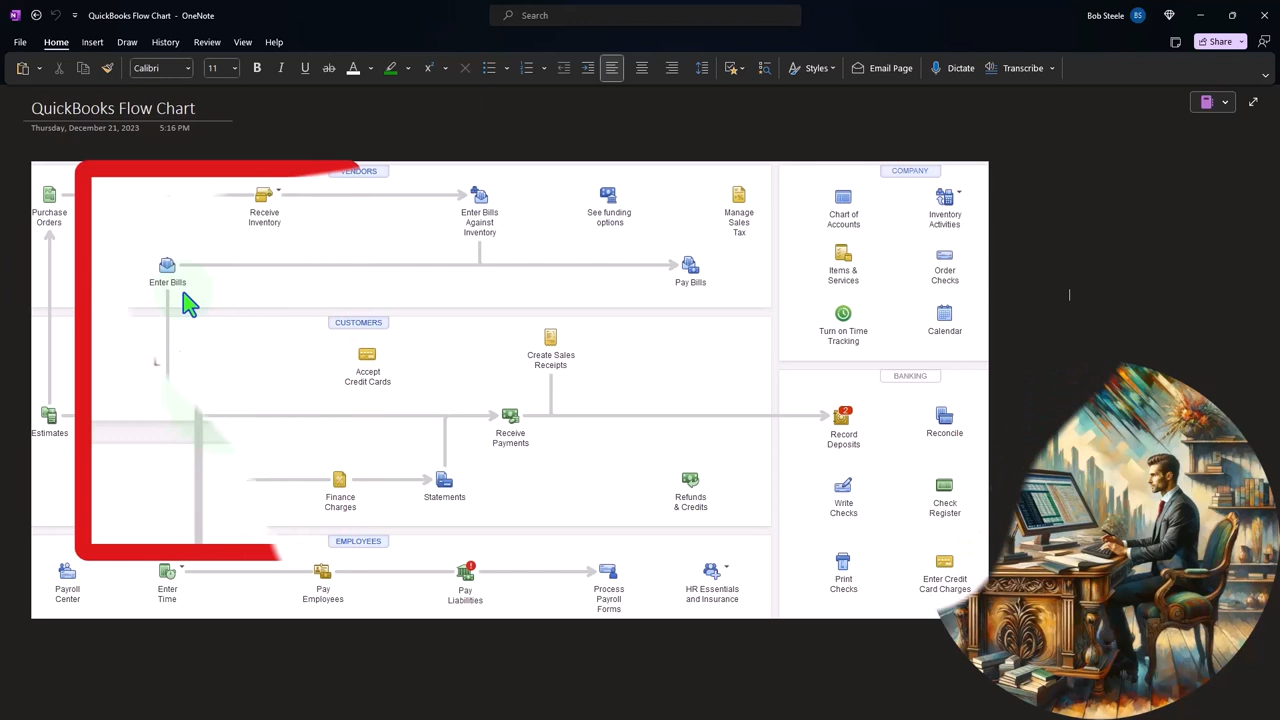 QuickBooks Flow Chart - OneNote
Search
Bob Steele
BS
File Home Insert Draw History Review View Help
Share
Calibri
11
B I U ab A
Email Page
Dictate
Transcribe
Styles
QuickBooks Flow Chart
Thursday, December 21, 2023 5:16 PM
VENDORS
Purchase
Orders
Receive
Inventory
Enter Bills
Against
Inventory
See funding
options
Manage
Sales
Tax
Enter Bills
Pay Bills
CUSTOMERS
Accept
Credit Cards
Create Sales
Receipts
Estimates
Receive
Payments
Finance
Charges
Statements
Refunds
& Credits
EMPLOYEES
Payroll
Center
Enter
Time
Pay
Employees
Pay
Liabilities
Process
Payroll
Forms
HR Essentials
and Insurance
COMPANY
Chart of
Accounts
Inventory
Activities
Items &
Services
Order
Checks
Turn on Time
Tracking
Calendar
BANKING
2
Record
Deposits
Reconcile
Write
Checks
Check
Register
Print
Checks
Enter Credit
Card Charges